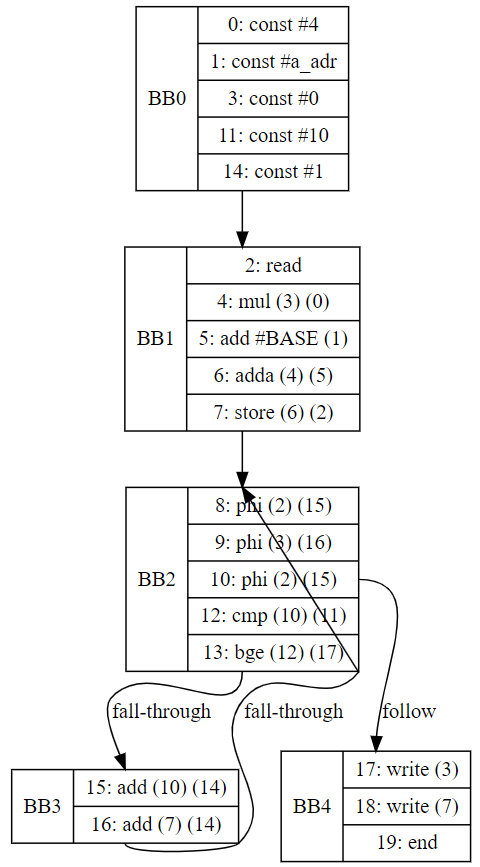 BB0
0: const #4
1: const #a_adr
3: const #0
11: const #10
14: const #1
BB1
2: read
4: mul (3) (0)
5: add #BASE (1)
6: adda (4) (5)
7: store (6) (2)
BB2
8: phi (2) (15)
9: phi (3) (16)
10: phi (2) (15)
12: cmp (10) (11)
13: bge (12) (17)
fall-through
fall-through
follow
BB3
15: add (10) (14)
16: add (7) (14)
BB4
17: write (3)
18: write (7)
19: end